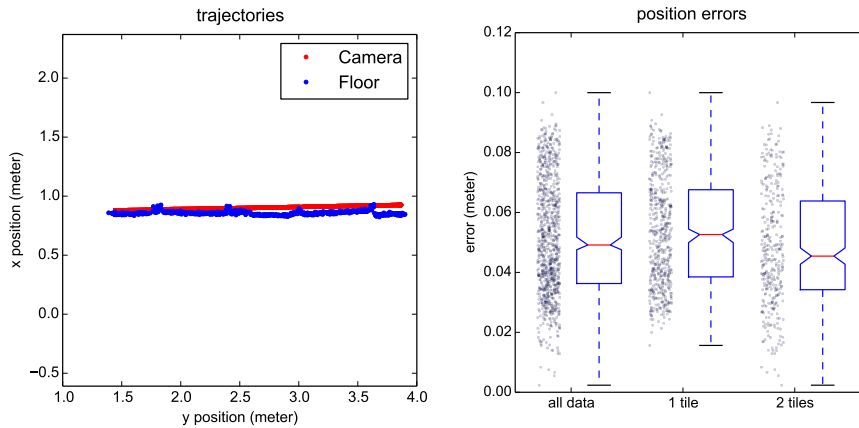 trajectories
Camera
Floor
2.0
1.5
1.0
0.5
0.0
−0.5
x position (meter)
1.0 1.5 2.0 2.5 3.0 3.5 4.0
y position (meter)
position errors
0.12
0.10
0.08
0.06
0.04
0.02
0.00
error (meter)
all data 1 tile 2 tiles